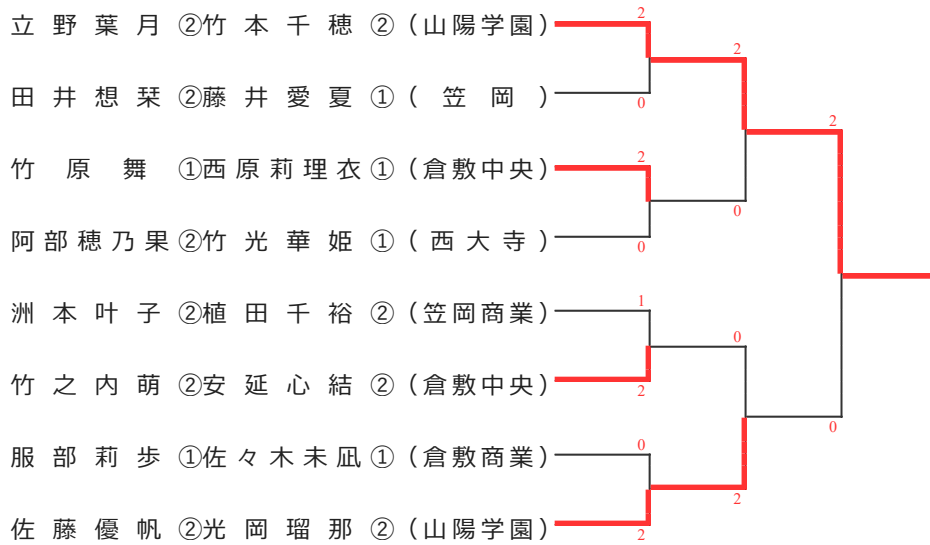 立野葉月 ②竹本千穂 ② (山陽学園)
2
2
田井想栞 ②藤井愛夏 ① (笠岡)
0
2
竹原舞 ①西原莉理衣 ① (倉敷中央)
2
0
阿部穂乃果 ②竹光華姫 ① (西大寺)
0
洲本叶子 ②植田千裕 ② (笠岡商業)
1
0
竹之内萌 ②安延心結 ② (倉敷中央)
2
0
服部莉歩 ①佐々木未凪 ① (倉敷商業)
0
2
佐藤優帆 ②光岡瑠那 ② (山陽学園)
2